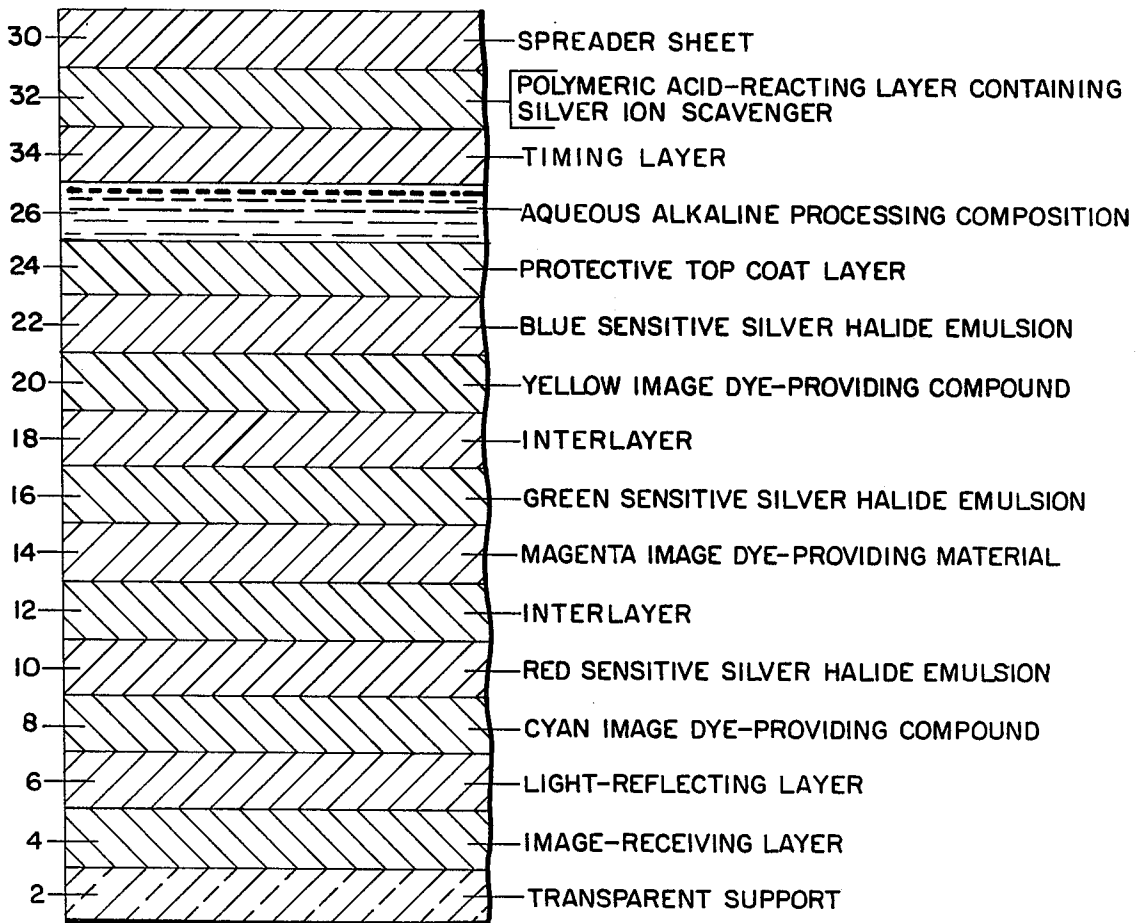 30 SPREADER SHEET
32 POLYMERIC ACID-REACTING LAYER CONTAINING
SILVER ION SCAVENGER
34 TIMING LAYER
26 AQUEOUS ALKALINE PROCESSING COMPOSITION
24 PROTECTIVE TOP COAT LAYER
22 BLUE SENSITIVE SILVER HALIDE EMULSION
20 YELLOW IMAGE DYE-PROVIDING COMPOUND
18 INTERLAYER
16 GREEN SENSITIVE SILVER HALIDE EMULSION
14 MAGENTA IMAGE DYE-PROVIDING MATERIAL
12 INTERLAYER
10 RED SENSITIVE SILVER HALIDE EMULSION
8 CYAN IMAGE DYE-PROVIDING COMPOUND
6 LIGHT-REFLECTING LAYER
4 IMAGE-RECEIVING LAYER
2 TRANSPARENT SUPPORT